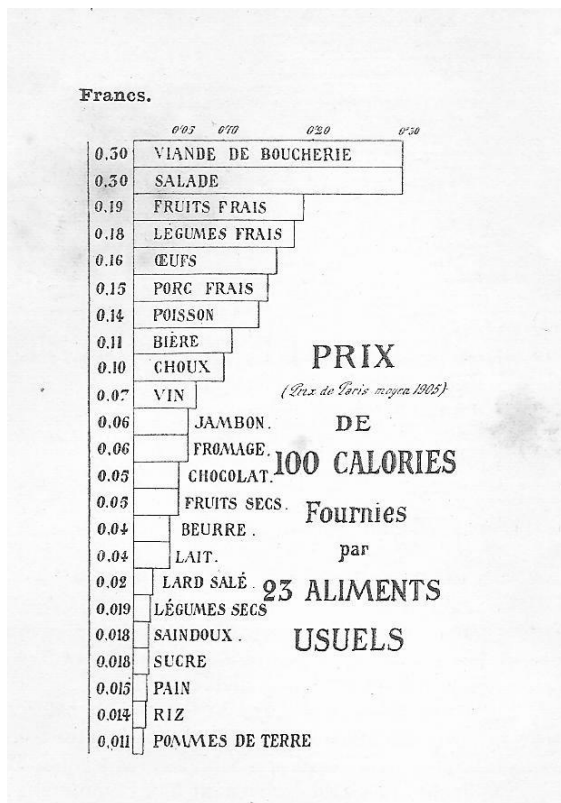 Francs.
0f05 0f10 0f20 0f30
0,30 VIANDE DE BOUCHERIE
0,30 SALADE
0.19 FRUITS FRAIS
0.18 LÉGUMES FRAIS
0.16 ŒUFS
0,15 PORC FRAIS
0.14 POISSON
0.11 BIÈRE
0.10 CHOUX
0.07 VIN
0.06 JAMBON.
0.06 FROMAGE.
0.05 CHOCOLAT.
0.05 FRUITS SECS.
0.04 BEURRE.
0.04 LAIT.
0.02 LARD SALÉ.
0.019 LÉGUMES SECS
0.018 SAINDOUX.
0.018 SUCRE
0.015 PAIN
0.014 RIZ
0,011 POMMES DE TERRE
PRIX
(Prix de Paris moyen 1905)
DE
100 CALORIES
Fournies
par
23 ALIMENTS
USUELS